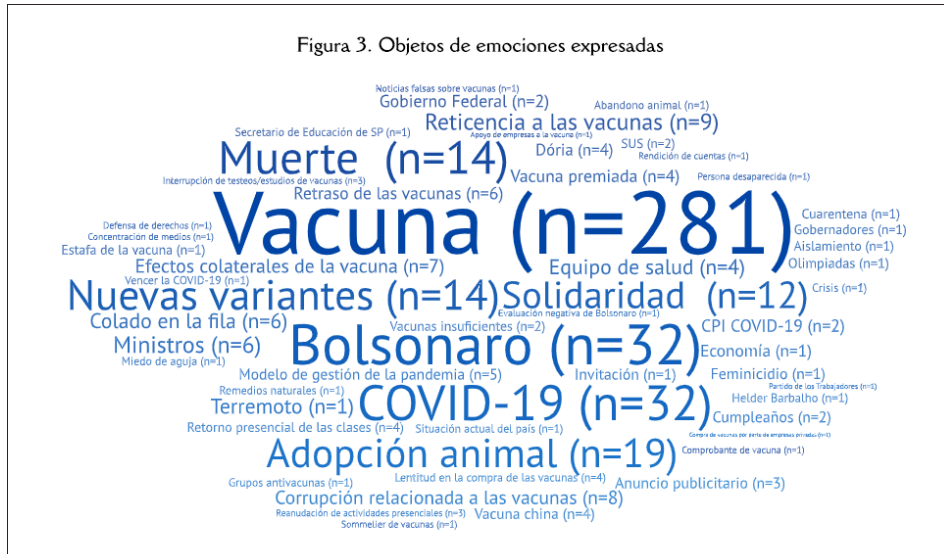 Figura 3. Objetos de emociones expresadas
Noticias falsas sobre vacunas (n=1)
Gobierno Federal (n=2)
Abandono animal (n=1)
Reticencia a las vacunas (n=9)
Secretario de Educación de SP (n=1)
Apoyo de empresas a la vacuna (n=1)
Muerte (n=14)
Dória (n=4)
SUS (n=2)
Rendición de cuentas (n=1)
Interrupción de testeos/estudios de vacunas (n=3)
Vacuna premiada (n=4)
Persona desaparecida (n=1)
Retraso de las vacunas (n=6)
Vacuna (n=281)
Cuarentena (n=1)
Defensa de derechos (n=1)
Gobernadores (n=1)
Concentración de medios (n=1)
Estafa de la vacuna (n=1)
Aislamiento (n=1)
Efectos colaterales de la vacuna (n=7)
Equipo de salud (n=4)
Olimpiadas (n=1)
Vencer la COVID-19 (n=1)
Nuevas variantes (n=14)
Solidaridad (n=12)
Crisis (n=1)
Evaluación negativa de Bolsonaro (n=1)
Colado en la fila (n=6)
Vacunas insuficientes (n=2)
CPI COVID-19 (n=2)
Ministros (n=6)
Bolsonaro (n=32)
Economía (n=1)
Miedo de aguja (n=1)
Modelo de gestión de la pandemia (n=5)
Invitación (n=1)
Feminicidio (n=1)
Remedios naturales (n=1)
Partido de los Trabajadores (n=1)
Terremoto (n=1)
COVID-19 (n=32)
Helder Barbalho (n=1)
Cumpleaños (n=2)
Retorno presencial de las clases (n=4)
Situación actual del país (n=1)
Compra de vacunas por parte de empresas privadas (n=1)
Adopción animal (n=19)
Comprobante de vacuna (n=1)
Grupos antivacunas (n=1)
Lentitud en la compra de las vacunas (n=4)
Anuncio publicitario (n=3)
Corrupción relacionada a las vacunas (n=8)
Reanudación de actividades presenciales (n=3)
Vacuna china (n=4)
Sommelier de vacunas (n=1)